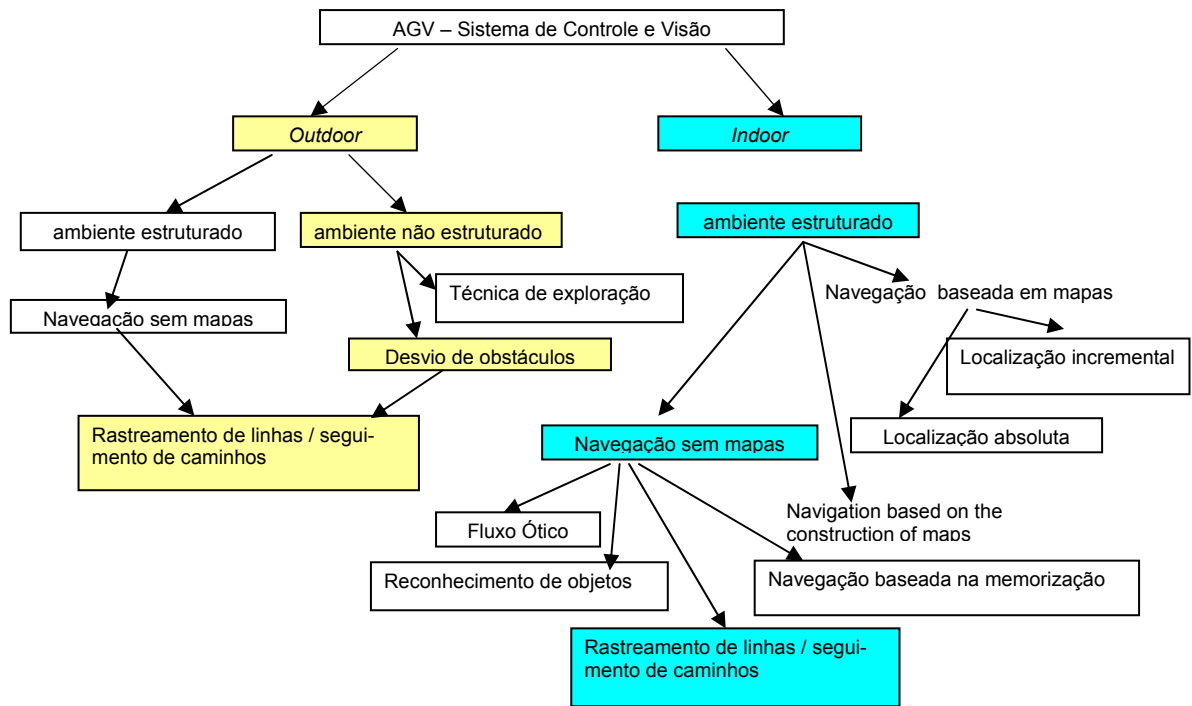 AGV – Sistema de Controle e Visão
Outdoor
Indoor
ambiente estruturado
ambiente não estruturado
ambiente estruturado
Técnica de exploração
Navegação baseada em mapas
Navegação sem mapas
Desvio de obstáculos
Localização incremental
Rastreamento de linhas / segui-
mento de caminhos
Navegação sem mapas
Localização absoluta
Fluxo Ótico
Navigation based on the
construction of maps
Reconhecimento de objetos
Navegação baseada na memorização
Rastreamento de linhas / segui-
mento de caminhos